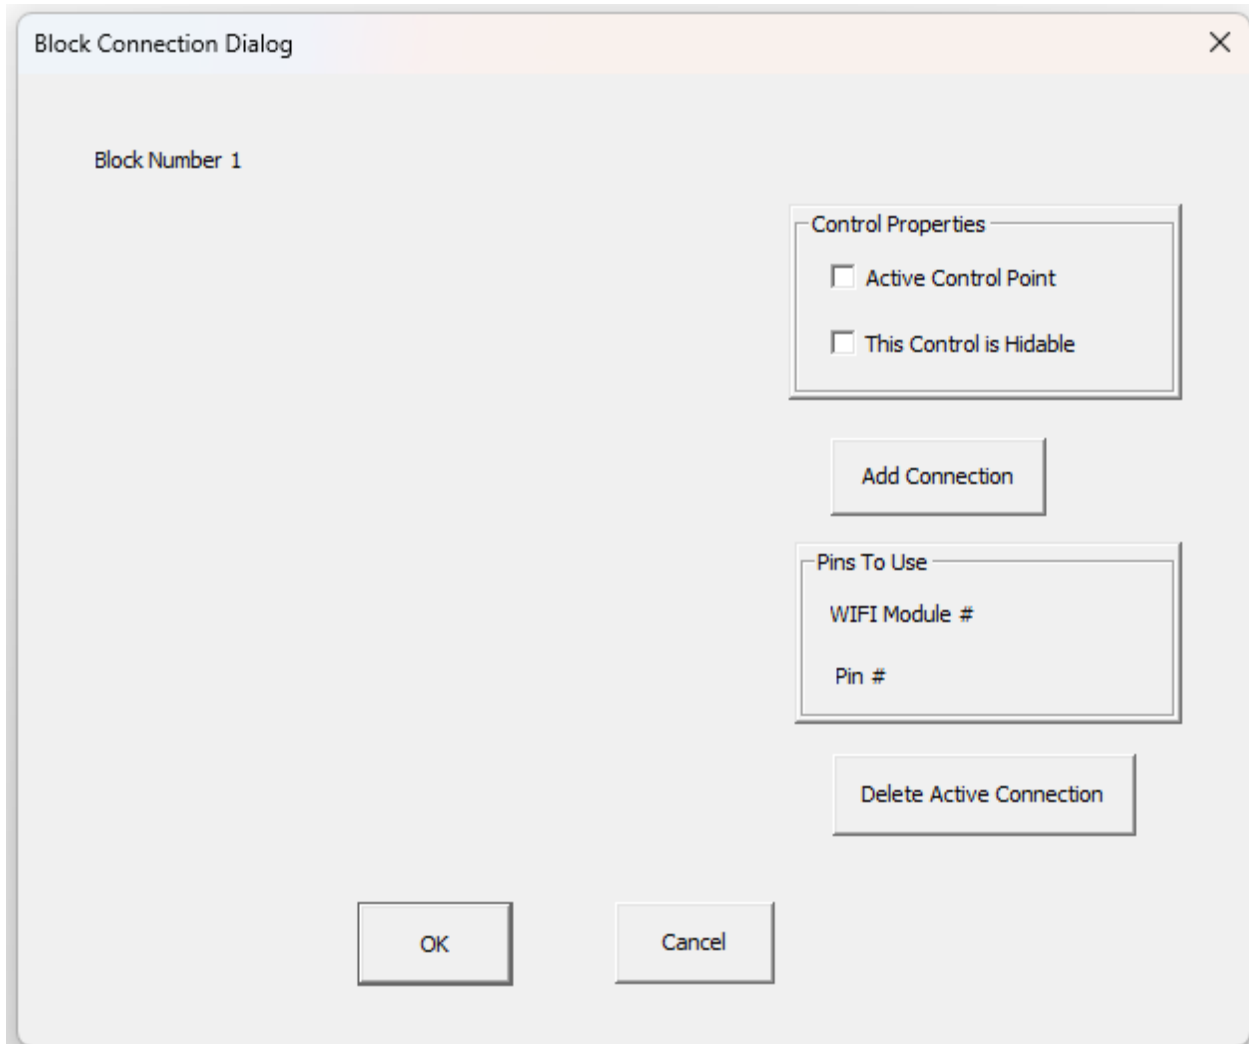 Block Connection Dialog
Block Number 1
Control Properties
Active Control Point
This Control is Hidable
Add Connection
Pins To Use
WIFI Module #
Pin #
Delete Active Connection
OK
Cancel